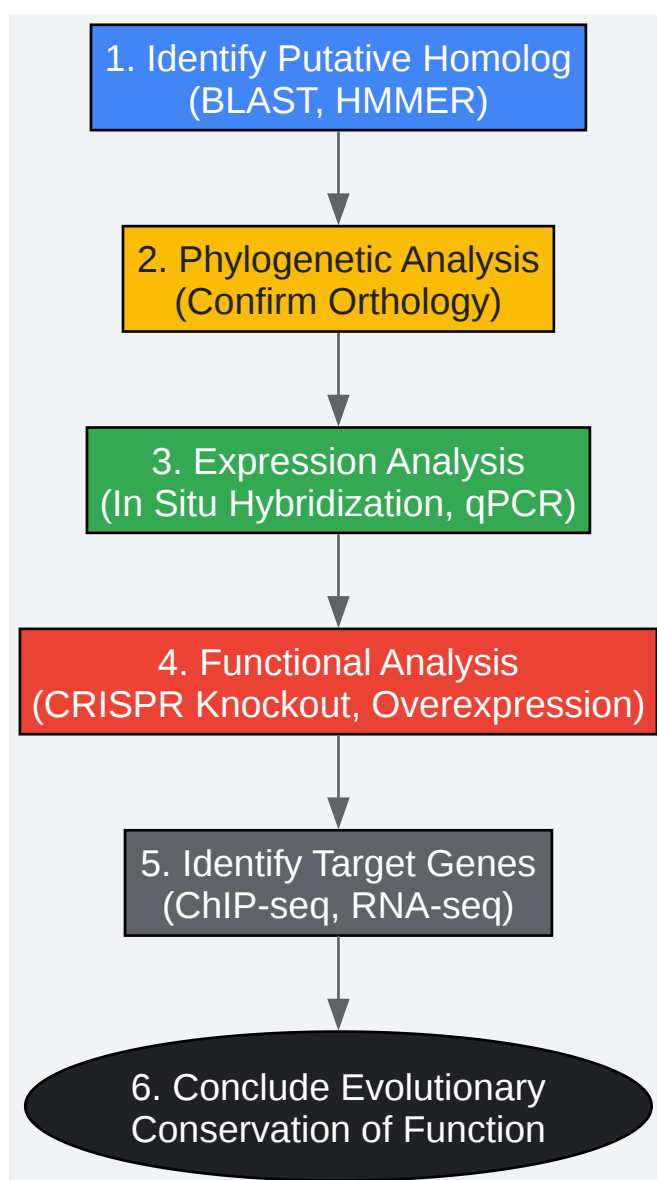 1. Identify Putative Homolog
(BLAST, HMMER)
2. Phylogenetic Analysis
(Confirm Orthology)
3. Expression Analysis
(In Situ Hybridization, qPCR)
4. Functional Analysis
(CRISPR Knockout, Overexpression)
5. Identify Target Genes
(ChIP-seq, RNA-seq)
6. Conclude Evolutionary
Conservation of Function